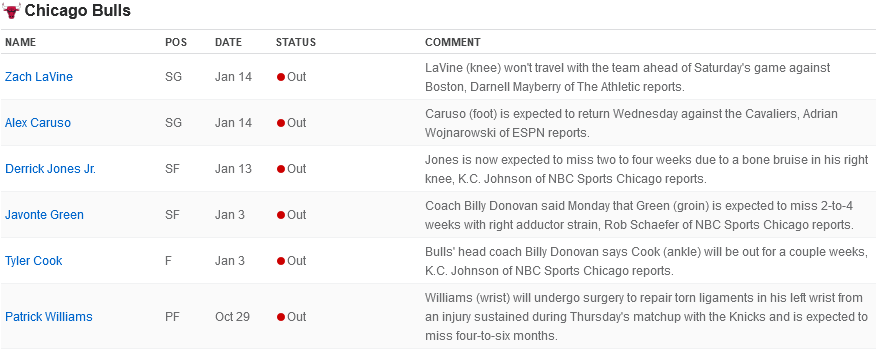 Chicago Bulls
NAME POS DATE STATUS COMMENT
Zach LaVine SG Jan 14 Out LaVine (knee) won't travel with the team ahead of Saturday's game against
Boston, Darnell Mayberry of The Athletic reports.
Alex Caruso SG Jan 14 Out Caruso (foot) is expected to return Wednesday against the Cavaliers, Adrian
Wojnarowski of ESPN reports.
Derrick Jones Jr. SF Jan 13 Out Jones is now expected to miss two to four weeks due to a bone bruise in his right
knee, K.C. Johnson of NBC Sports Chicago reports.
Javonte Green SF Jan 3 Out Coach Billy Donovan said Monday that Green (groin) is expected to miss 2-to-4
weeks with right adductor strain, Rob Schaefer of NBC Sports Chicago reports.
Tyler Cook F Jan 3 Out Bulls' head coach Billy Donovan says Cook (ankle) will be out for a couple weeks,
K.C. Johnson of NBC Sports Chicago reports.
Patrick Williams PF Oct 29 Out Williams (wrist) will undergo surgery to repair torn ligaments in his left wrist from
an injury sustained during Thursday's matchup with the Knicks and is expected to
miss four-to-six months.